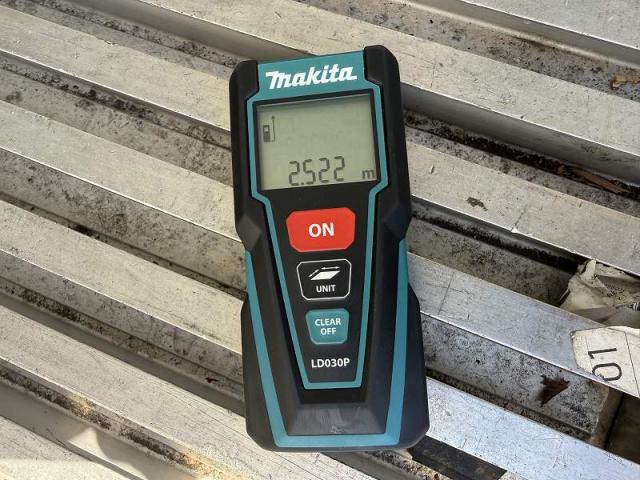 makita
2.522 m
ON
UNIT
CLEAR
OFF
LD030P
01